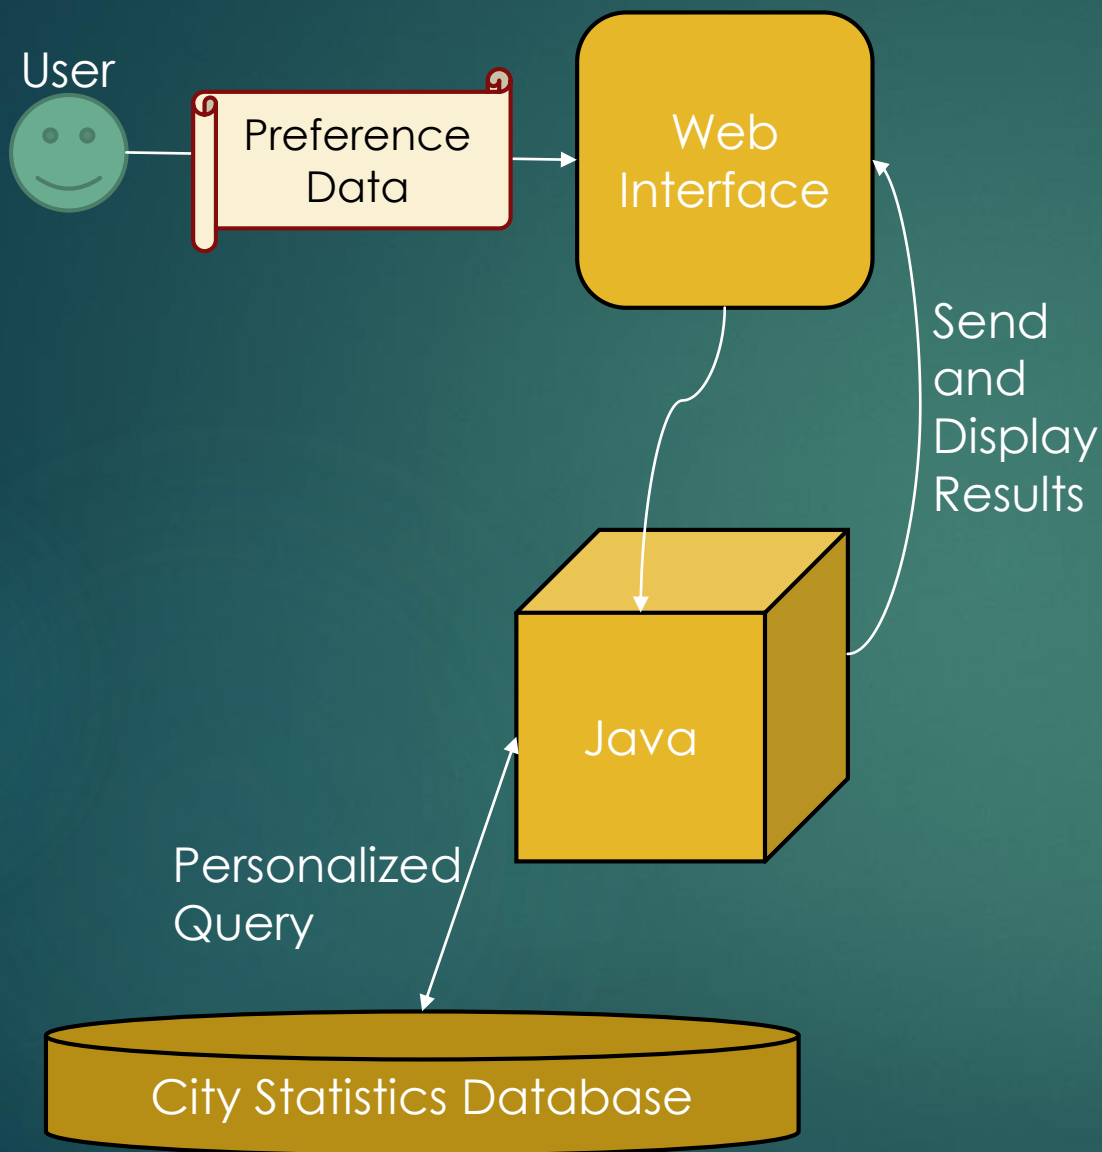 User
Preference
Data
Web
Interface
Send
and
Display
Results
Java
Personalized
Query
City Statistics Database